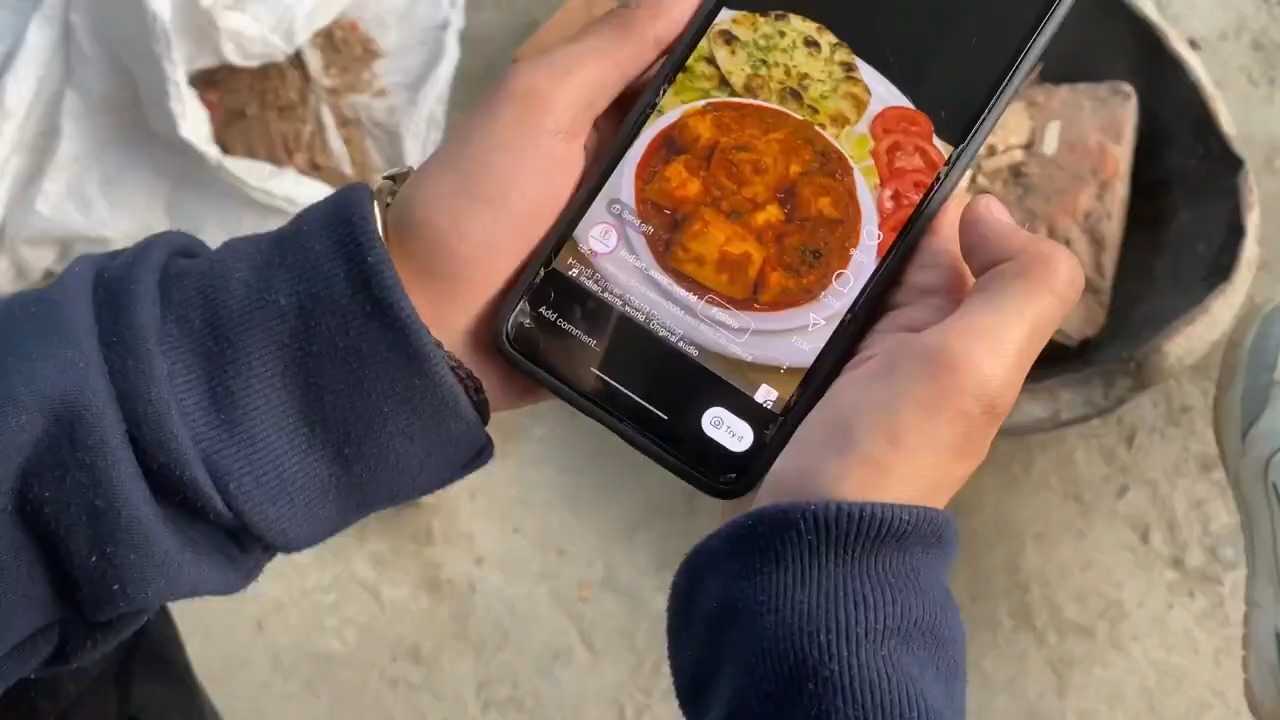 Send gift
indian_asmr_world
Follow
Handi Paneer ASMR Cooking
indian_asmr_world · Original audio
Add comment...
Try it